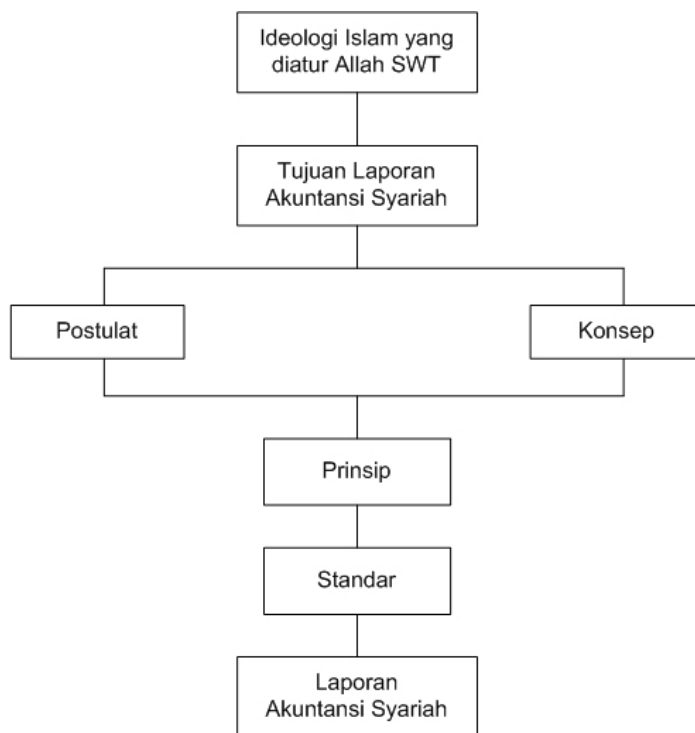 Ideologi Islam yang
diatur Allah SWT
Tujuan Laporan
Akuntansi Syariah
Postulat
Konsep
Prinsip
Standar
Laporan
Akuntansi Syariah